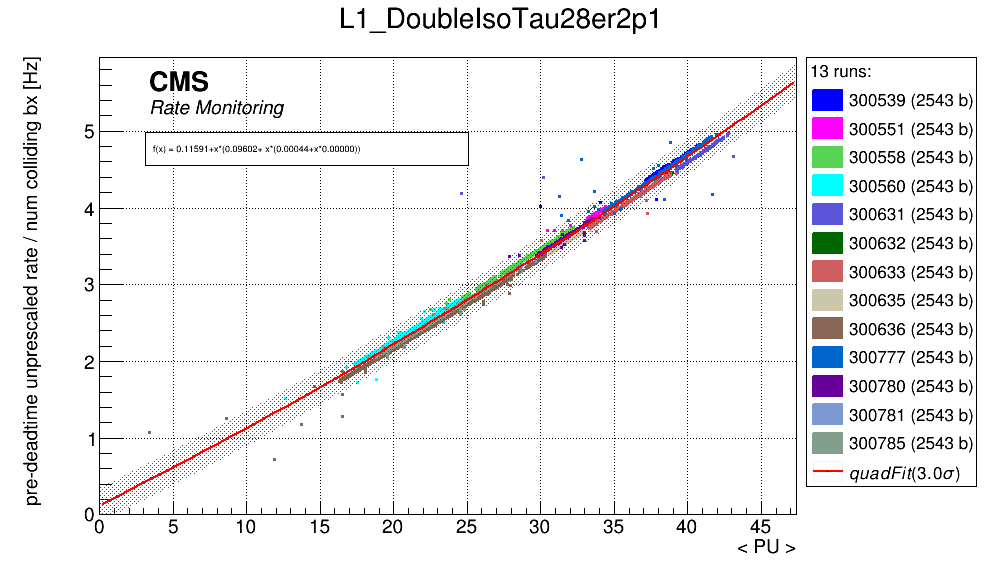 L1_DoubleIsoTau28er2p1
pre-deadtime unprescaled rate / num colliding bx [Hz]
CMS
Rate Monitoring
f(x) = 0.11591+x*(0.09602+ x*(0.00044+x*0.00000))
5
4
3
2
1
0
0 5 10 15 20 25 30 35 40 45
< PU >
13 runs:
300539 (2543 b)
300551 (2543 b)
300558 (2543 b)
300560 (2543 b)
300631 (2543 b)
300632 (2543 b)
300633 (2543 b)
300635 (2543 b)
300636 (2543 b)
300777 (2543 b)
300780 (2543 b)
300781 (2543 b)
300785 (2543 b)
quadFit(3.0σ)